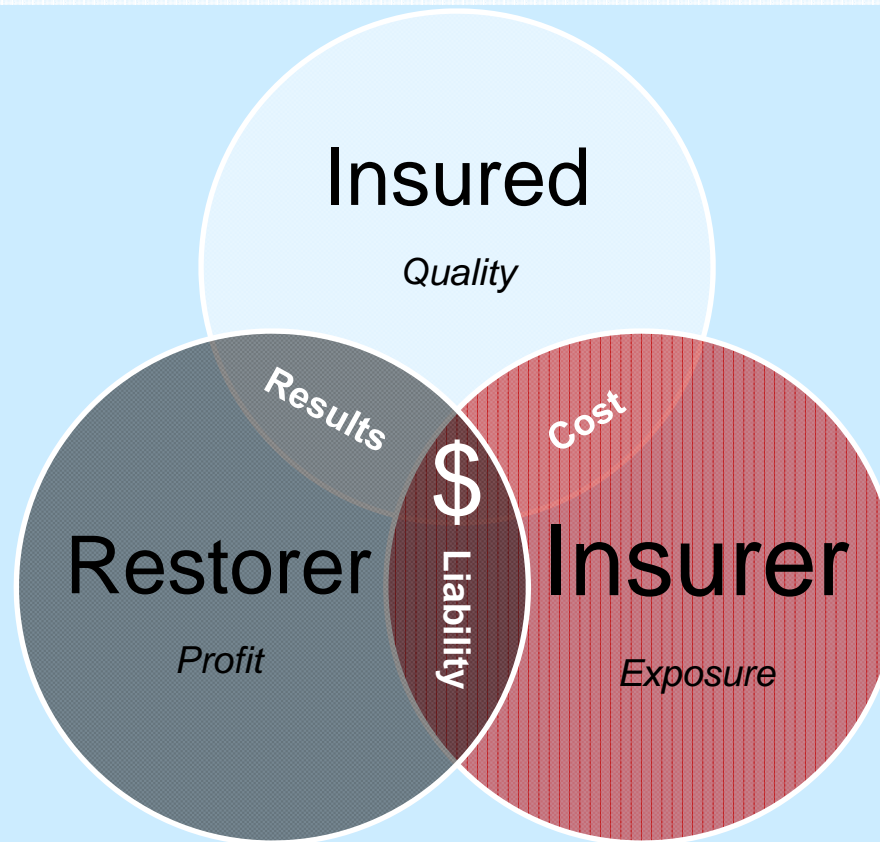 Insured
Quality
Results
Cost
$
Liability
Restorer
Profit
Insurer
Exposure